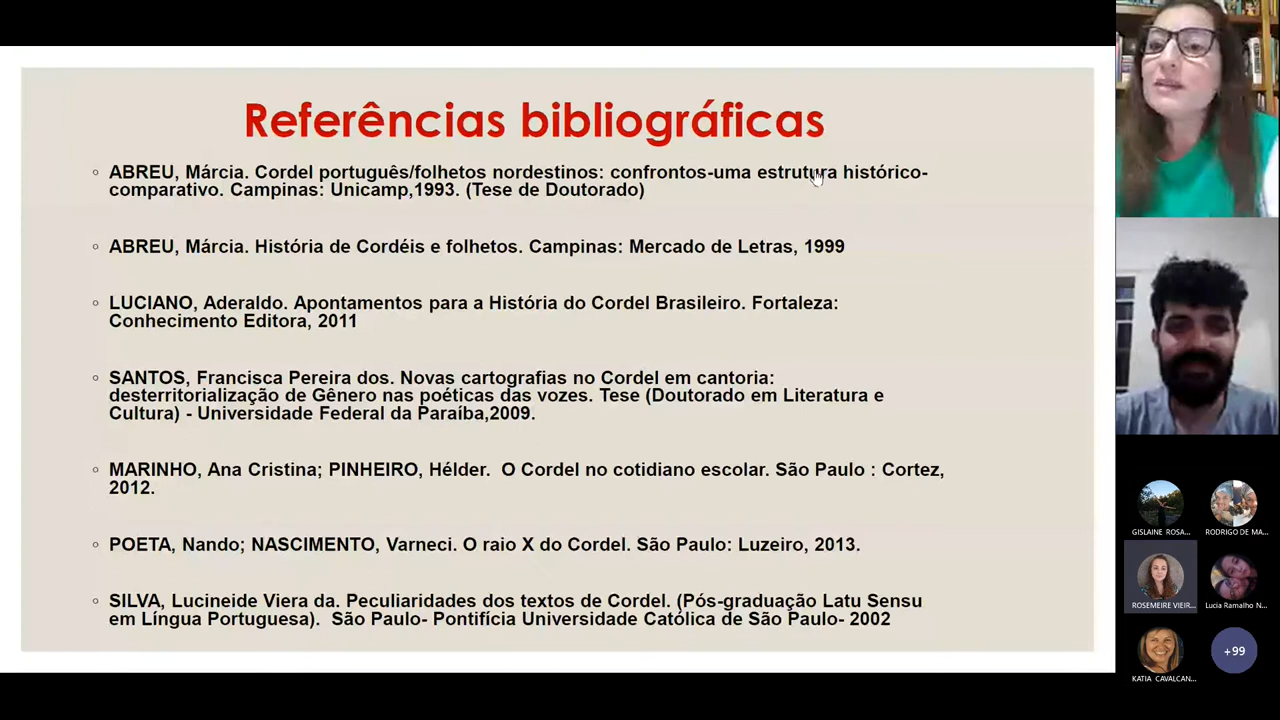 Referências bibliográficas
ABREU, Márcia. Cordel português/folhetos nordestinos: confrontos-uma estrutura histórico-
comparativo. Campinas: Unicamp,1993. (Tese de Doutorado)
ABREU, Márcia. História de Cordéis e folhetos. Campinas: Mercado de Letras, 1999
LUCIANO, Aderaldo. Apontamentos para a História do Cordel Brasileiro. Fortaleza:
Conhecimento Editora, 2011
SANTOS, Francisca Pereira dos. Novas cartografias no Cordel em cantoria:
desterritorialização de Gênero nas poéticas das vozes. Tese (Doutorado em Literatura e
Cultura) - Universidade Federal da Paraíba,2009.
MARINHO, Ana Cristina; PINHEIRO, Hélder. O Cordel no cotidiano escolar. São Paulo : Cortez,
2012.
POETA, Nando; NASCIMENTO, Varneci. O raio X do Cordel. São Paulo: Luzeiro, 2013.
SILVA, Lucineide Viera da. Peculiaridades dos textos de Cordel. (Pós-graduação Latu Sensu
em Língua Portuguesa). São Paulo- Pontifícia Universidade Católica de São Paulo- 2002
GISLAINE ROSA...
RODRIGO DE MA...
ROSEMEIRE VIEIR...
Lucia Ramalho N...
KATIA CAVALCAN...
+99